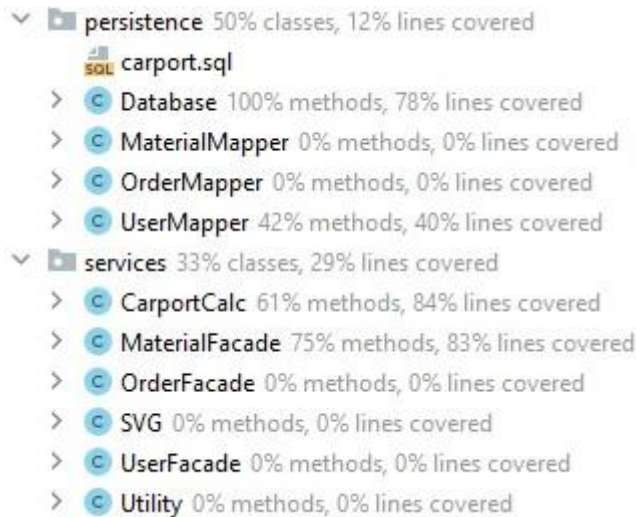 persistence 50% classes, 12% lines covered
SQL carport.sql
C Database 100% methods, 78% lines covered
C MaterialMapper 0% methods, 0% lines covered
C OrderMapper 0% methods, 0% lines covered
C UserMapper 42% methods, 40% lines covered
services 33% classes, 29% lines covered
C CarportCalc 61% methods, 84% lines covered
C MaterialFacade 75% methods, 83% lines covered
C OrderFacade 0% methods, 0% lines covered
C SVG 0% methods, 0% lines covered
C UserFacade 0% methods, 0% lines covered
C Utility 0% methods, 0% lines covered